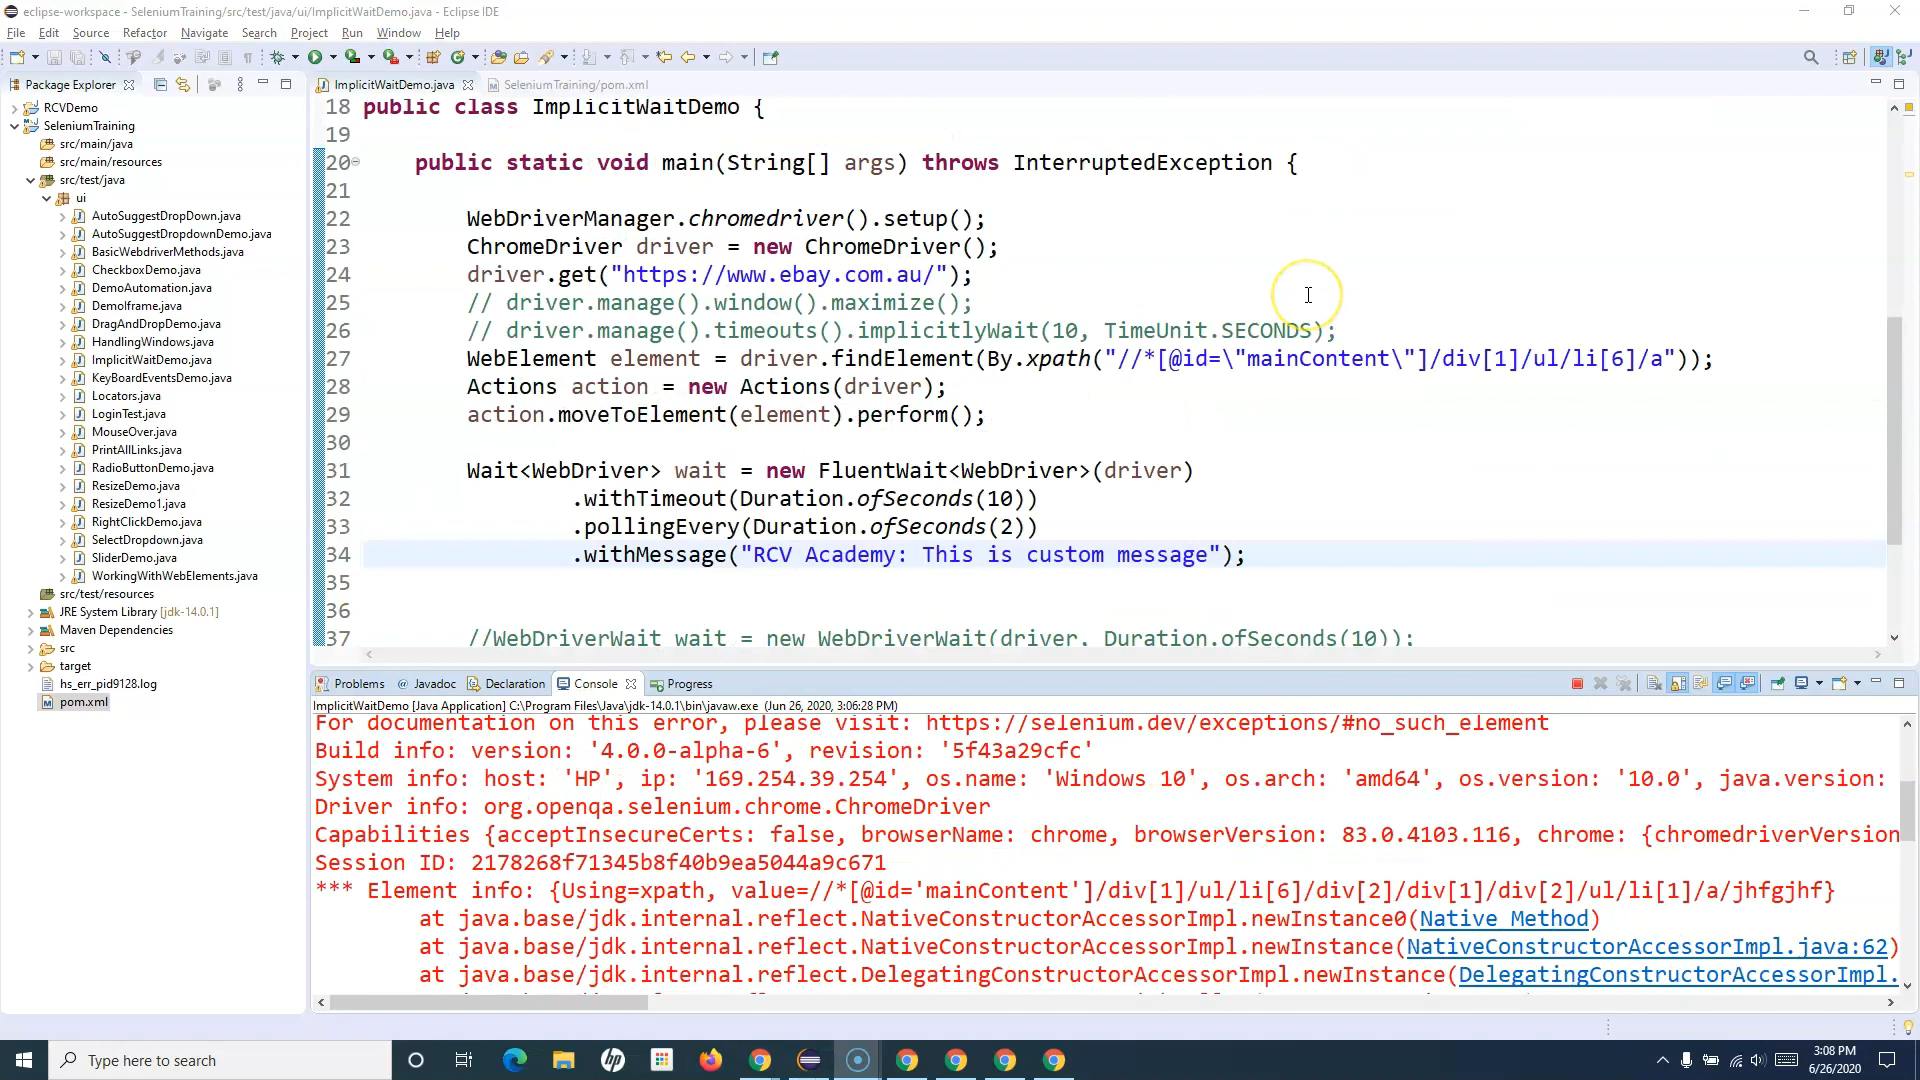 eclipse-workspace - SeleniumTraining/src/test/java/ui/ImplicitWaitDemo.java - Eclipse IDE
File Edit Source Refactor Navigate Search Project Run Window Help
Package Explorer
RCVDemo
SeleniumTraining
src/main/java
src/main/resources
src/test/java
ui
AutoSuggestDropDown.java
AutoSuggestDropdownDemo.java
BasicWebdriverMethods.java
CheckboxDemo.java
DemoAutomation.java
DemoIframe.java
DragAndDropDemo.java
HandlingWindows.java
ImplicitWaitDemo.java
KeyBoardEventsDemo.java
Locators.java
LoginTest.java
MouseOver.java
PrintAllLinks.java
RadioButtonDemo.java
ResizeDemo.java
ResizeDemo1.java
RightClickDemo.java
SelectDropdown.java
SliderDemo.java
WorkingWithWebElements.java
src/test/resources
JRE System Library [jdk-14.0.1]
Maven Dependencies
src
target
hs_err_pid9128.log
pom.xml
ImplicitWaitDemo.java SeleniumTraining/pom.xml
18 public class ImplicitWaitDemo {
19
20 public static void main(String[] args) throws InterruptedException {
21
22 WebDriverManager.chromedriver().setup();
23 ChromeDriver driver = new ChromeDriver();
24 driver.get("https://www.ebay.com.au/");
25 // driver.manage().window().maximize();
26 // driver.manage().timeouts().implicitlyWait(10, TimeUnit.SECONDS);
27 WebElement element = driver.findElement(By.xpath("//*[@id=\"mainContent\"]/div[1]/ul/li[6]/a"));
28 Actions action = new Actions(driver);
29 action.moveToElement(element).perform();
30
31 Wait<WebDriver> wait = new FluentWait<WebDriver>(driver)
32 .withTimeout(Duration.ofSeconds(10))
33 .pollingEvery(Duration.ofSeconds(2))
34 .withMessage("RCV Academy: This is custom message");
35
36
37 //WebDriverWait wait = new WebDriverWait(driver, Duration.ofSeconds(10));
Problems Javadoc Declaration Console Progress
ImplicitWaitDemo [Java Application] C:\Program Files\Java\jdk-14.0.1\bin\javaw.exe (Jun 26, 2020, 3:06:28 PM)
For documentation on this error, please visit: https://selenium.dev/exceptions/#no_such_element
Build info: version: '4.0.0-alpha-6', revision: '5f43a29cfc'
System info: host: 'HP', ip: '169.254.39.254', os.name: 'Windows 10', os.arch: 'amd64', os.version: '10.0', java.version:
Driver info: org.openqa.selenium.chrome.ChromeDriver
Capabilities {acceptInsecureCerts: false, browserName: chrome, browserVersion: 83.0.4103.116, chrome: {chromedriverVersion
Session ID: 2178268f71345b8f40b9ea5044a9c671
*** Element info: {Using=xpath, value=//*[@id='mainContent']/div[1]/ul/li[6]/div[2]/div[1]/div[2]/ul/li[1]/a/jhfgjhf}
at java.base/jdk.internal.reflect.NativeConstructorAccessorImpl.newInstance0(Native Method)
at java.base/jdk.internal.reflect.NativeConstructorAccessorImpl.newInstance(NativeConstructorAccessorImpl.java:62)
at java.base/jdk.internal.reflect.DelegatingConstructorAccessorImpl.newInstance(DelegatingConstructorAccessorImpl.
Type here to search
hp
3:08 PM
6/26/2020